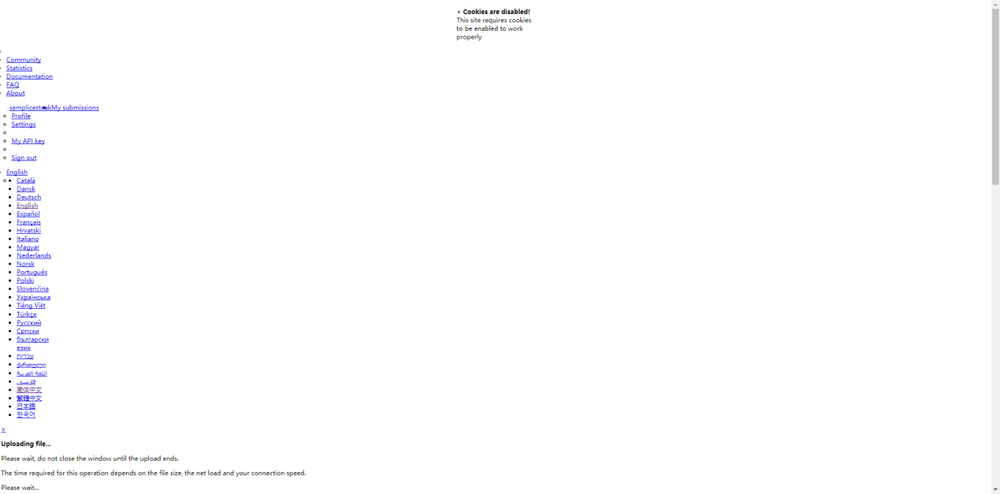 × Cookies are disabled!
This site requires cookies
to be enabled to work
properly
Community
Statistics
Documentation
FAQ
About
semplicesteak My submissions
Profile
Settings
My API key
Sign out
English
Català
Dansk
Deutsch
English
Español
Français
Hrvatski
Italiano
Magyar
Nederlands
Norsk
Português
Polski
Slovenčina
Українська
Tiếng Việt
Türkçe
Русский
Српски
български
език
עברית
ქართული
اللغة العربية
فارسی
简体中文
繁體中文
日本語
한국어
×
Uploading file...
Please wait, do not close the window until the upload ends.
The time required for this operation depends on the file size, the net load and your connection speed.
Please wait...